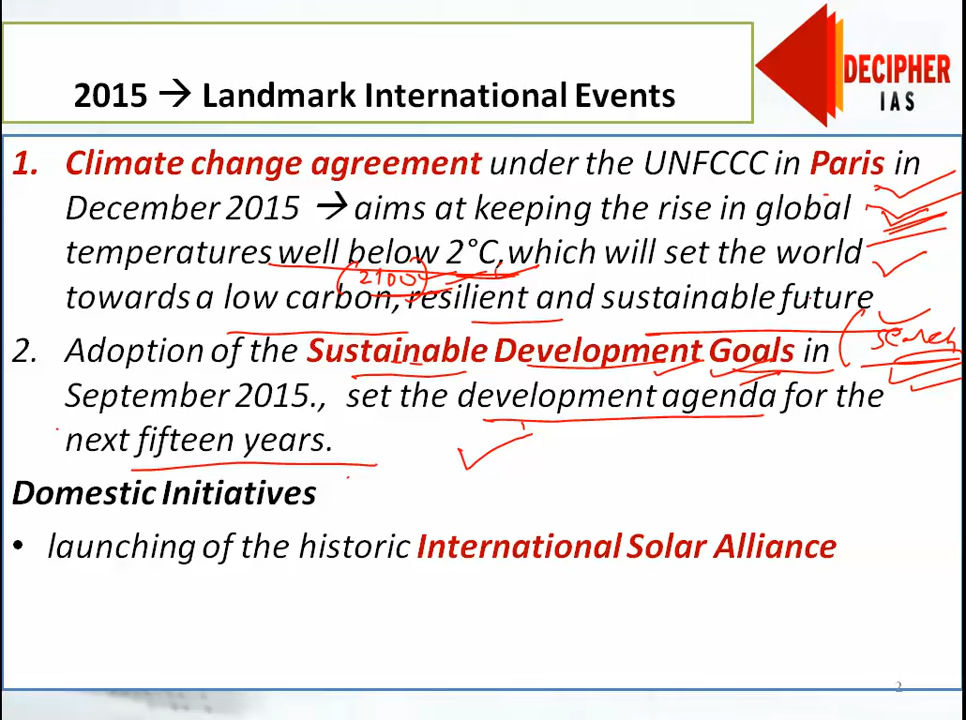 DECIPHER
IAS
2015 → Landmark International Events
1. Climate change agreement under the UNFCCC in Paris in
December 2015 → aims at keeping the rise in global
temperatures well below 2°C, which will set the world
(2100)
towards a low carbon, resilient and sustainable future
search
2. Adoption of the Sustainable Development Goals in
September 2015., set the development agenda for the
next fifteen years.
Domestic Initiatives
• launching of the historic International Solar Alliance
2